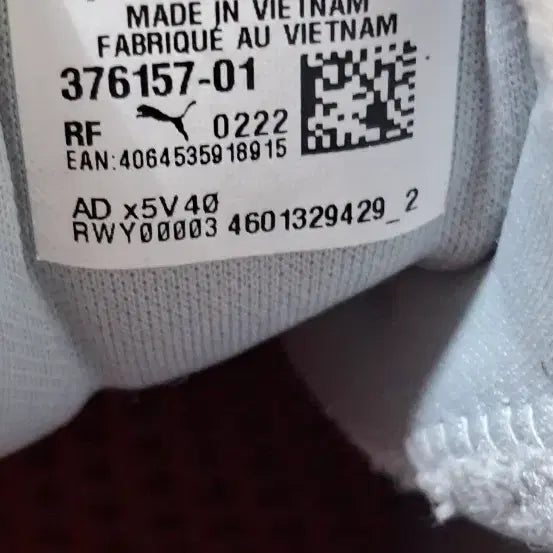 MADE IN VIETNAM
FABRIQUÉ AU VIETNAM
376157-01
RF 0222
EAN:4064535918915
AD x5V40
RWY00003 4601329429_2